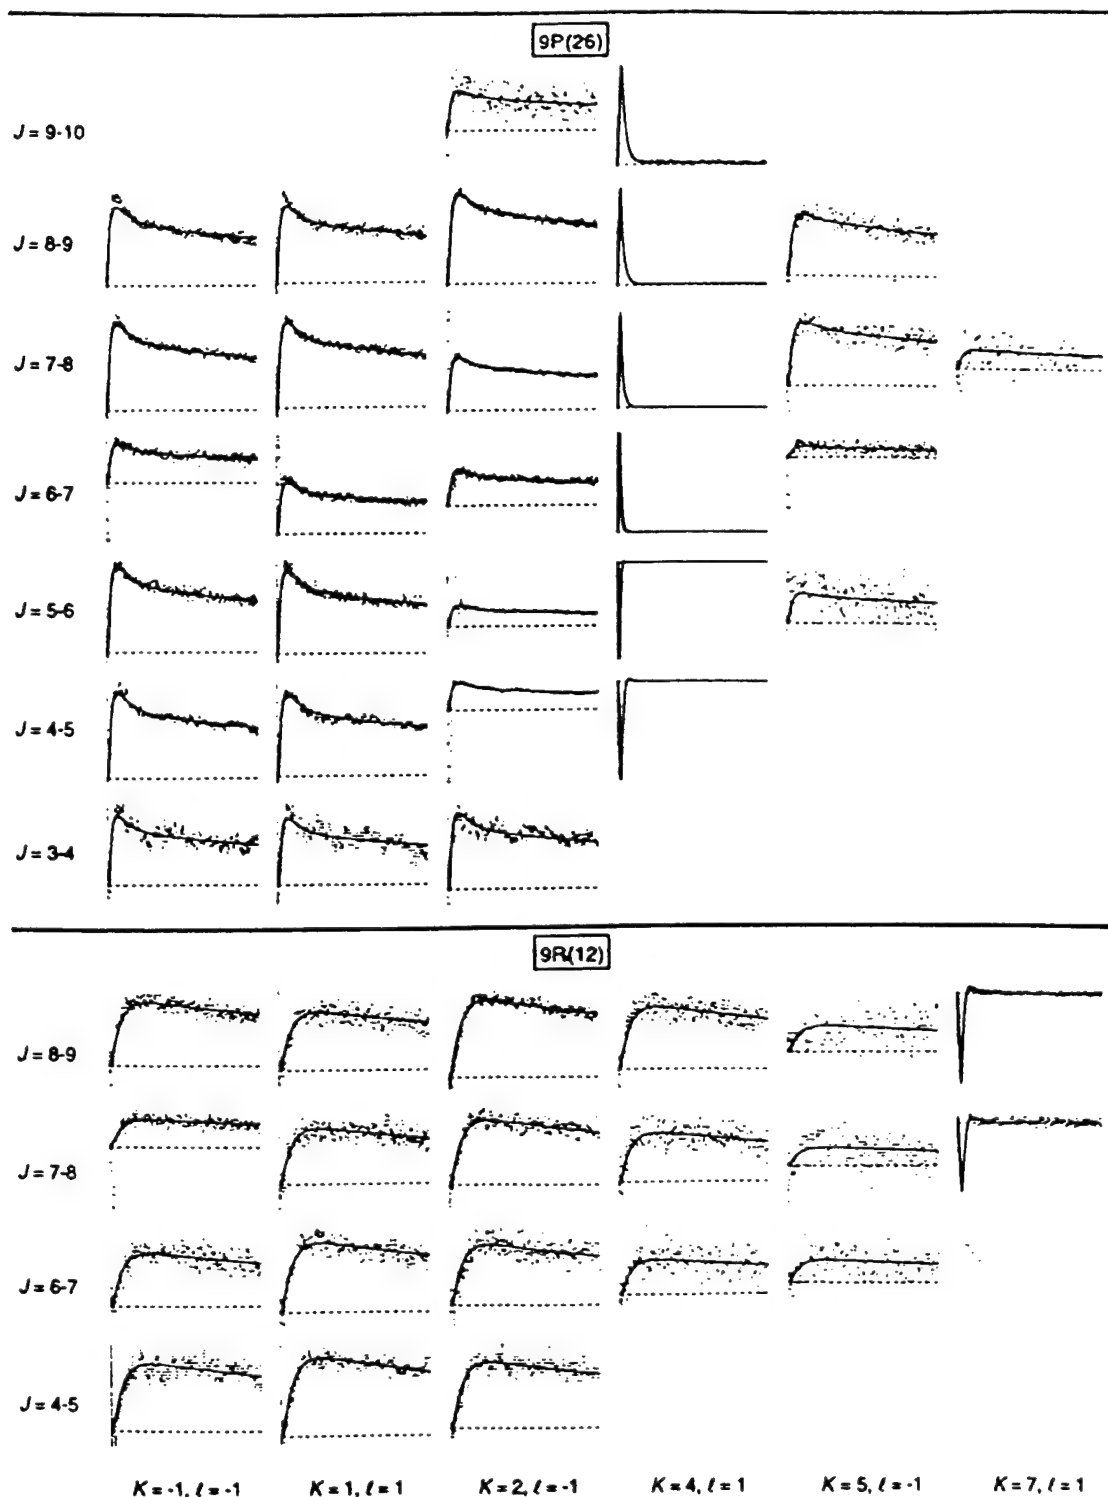 9P(26)
J = 9-10
J = 8-9
J = 7-8
J = 6-7
J = 5-6
J = 4-5
J = 3-4
9R(12)
J = 8-9
J = 7-8
J = 6-7
J = 4-5
K = -1, ℓ = -1 K = 1, ℓ = 1 K = 2, ℓ = -1 K = 4, ℓ = 1 K = 5, ℓ = -1 K = 7, ℓ = 1